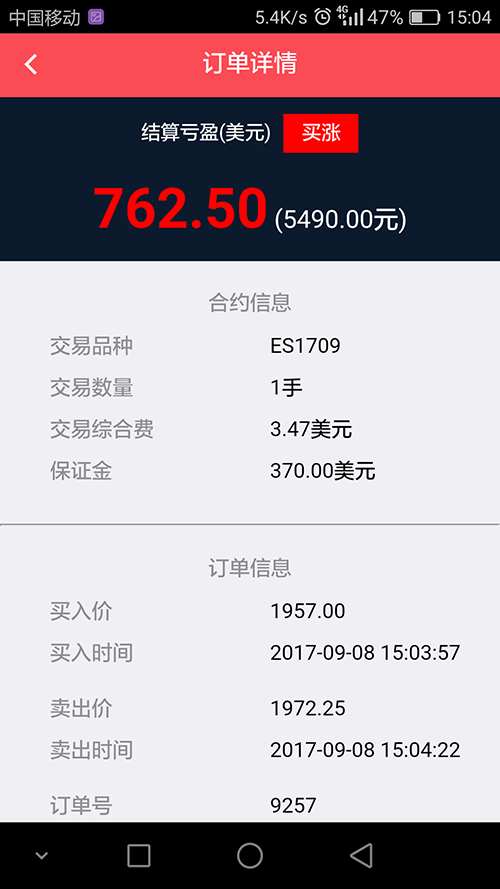 中国移动 5.4K/s 4G 47% 15:04
订单详情
结算亏盈(美元) 买涨
762.50 (5490.00元)
合约信息
交易品种 ES1709
交易数量 1手
交易综合费 3.47美元
保证金 370.00美元
订单信息
买入价 1957.00
买入时间 2017-09-08 15:03:57
卖出价 1972.25
卖出时间 2017-09-08 15:04:22
订单号 9257